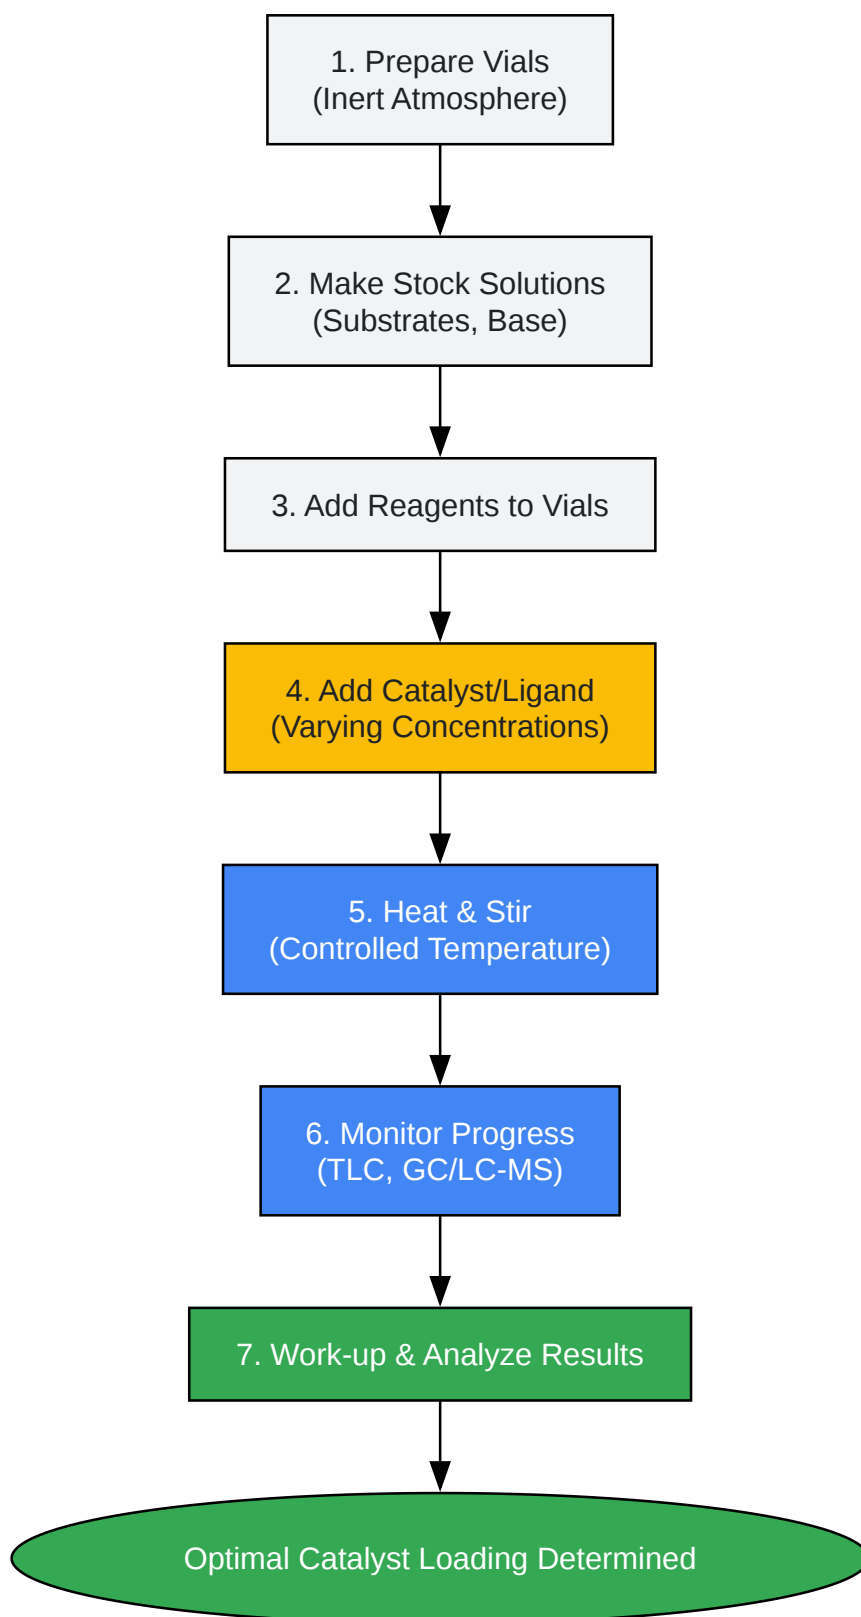 1. Prepare Vials
(Inert Atmosphere)
2. Make Stock Solutions
(Substrates, Base)
3. Add Reagents to Vials
4. Add Catalyst/Ligand
(Varying Concentrations)
5. Heat & Stir
(Controlled Temperature)
6. Monitor Progress
(TLC, GC/LC-MS)
7. Work-up & Analyze Results
Optimal Catalyst Loading Determined